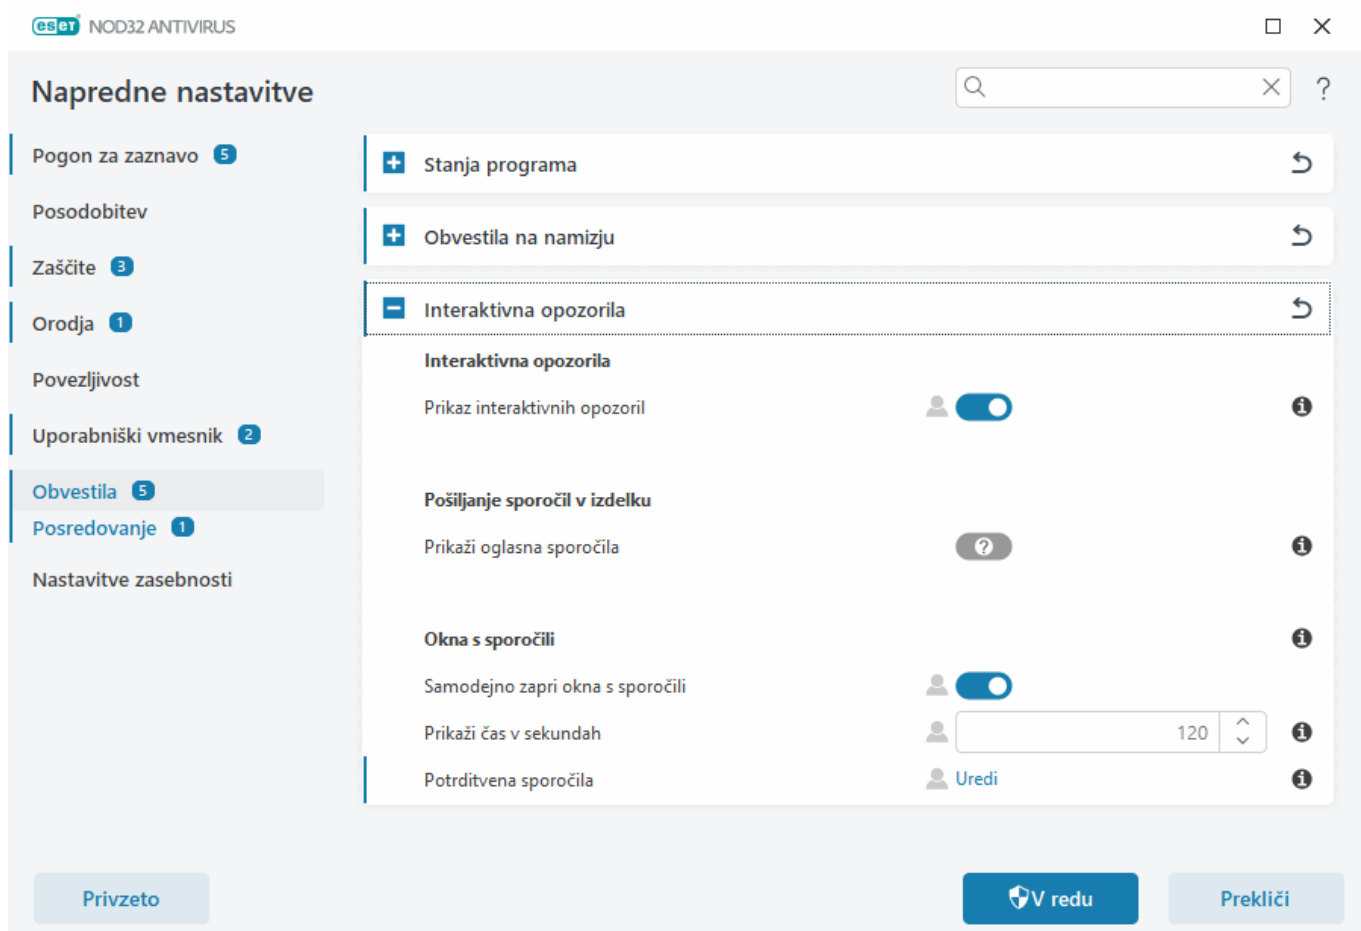 eset NOD32 ANTIVIRUS
Napredne nastavitve
?
Pogon za zaznavo 5
Posodobitev
Zaščite 3
Orodja 1
Povezljivost
Uporabniški vmesnik 2
Obvestila 5
Posredovanje 1
Nastavitve zasebnosti
Stanja programa
Obvestila na namizju
Interaktivna opozorila
Interaktivna opozorila
Prikaz interaktivnih opozoril
Pošiljanje sporočil v izdelku
Prikaži oglasna sporočila ?
Okna s sporočili
Samodejno zapri okna s sporočili
Prikaži čas v sekundah 120
Potrditvena sporočila Uredi
Privzeto V redu Prekliči